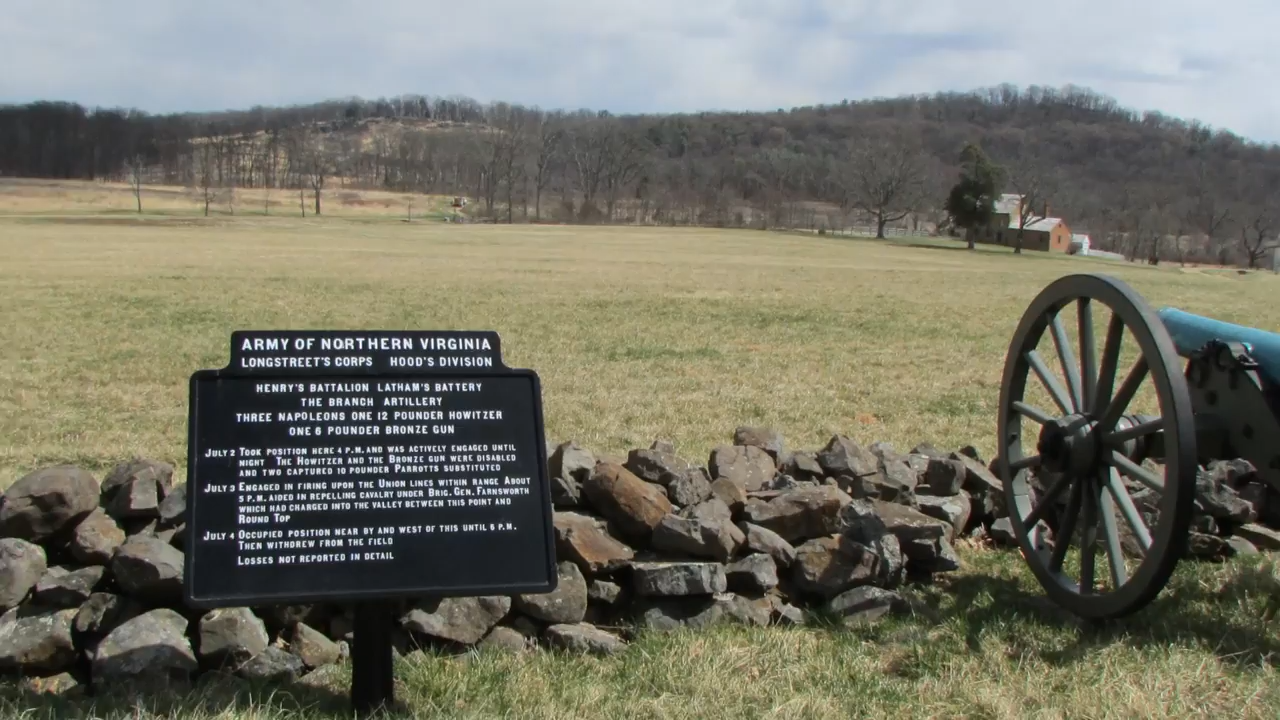 ARMY OF NORTHERN VIRGINIA
LONGSTREET'S CORPS HOOD'S DIVISION
HENRY'S BATTALION LATHAM'S BATTERY
THE BRANCH ARTILLERY
THREE NAPOLEONS ONE 12 POUNDER HOWITZER
ONE 6 POUNDER BRONZE GUN
JULY 2 TOOK POSITION HERE 4 P.M. AND WAS ACTIVELY ENGAGED UNTIL
NIGHT THE HOWITZER AND THE BRONZE GUN WERE DISABLED
AND TWO CAPTURED 10 POUNDER PARROTTS SUBSTITUTED
JULY 3 ENGAGED IN FIRING UPON THE UNION LINES WITHIN RANGE ABOUT
5 P.M. AIDED IN REPELLING CAVALRY UNDER BRIG. GEN. FARNSWORTH
WHICH HAD CHARGED INTO THE VALLEY BETWEEN THIS POINT AND
ROUND TOP
JULY 4 OCCUPIED POSITION NEAR BY AND WEST OF THIS UNTIL 6 P.M.
THEN WITHDREW FROM THE FIELD
LOSSES NOT REPORTED IN DETAIL